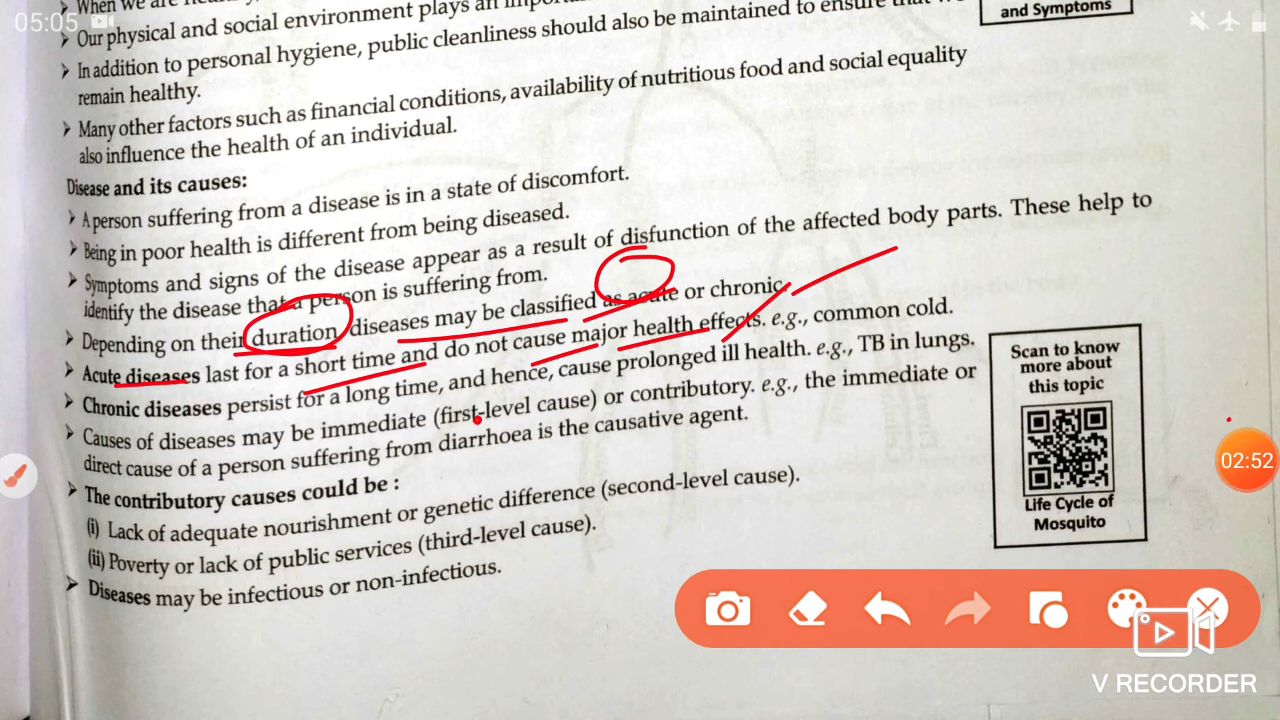 When we are
Our physical and social environment plays an
In addition to personal hygiene, public cleanliness should also be maintained to ensure that
remain healthy.
Many other factors such as financial conditions, availability of nutritious food and social equality
also influence the health of an individual.
Disease and its causes:
A person suffering from a disease is in a state of discomfort.
Being in poor health is different from being diseased.
Symptoms and signs of the disease appear as a result of disfunction of the affected body parts. These help to
identify the disease that a person is suffering from.
Depending on their duration, diseases may be classified as acute or chronic.
Acute diseases last for a short time and do not cause major health effects. e.g., common cold.
Chronic diseases persist for a long time, and hence, cause prolonged ill health. e.g., TB in lungs.
Causes of diseases may be immediate (first-level cause) or contributory. e.g., the immediate or
direct cause of a person suffering from diarrhoea is the causative agent.
The contributory causes could be :
(i) Lack of adequate nourishment or genetic difference (second-level cause).
(ii) Poverty or lack of public services (third-level cause).
Diseases may be infectious or non-infectious.
and Symptoms
Scan to know
more about
this topic
Life Cycle of
Mosquito
05:05
02:52
V RECORDER